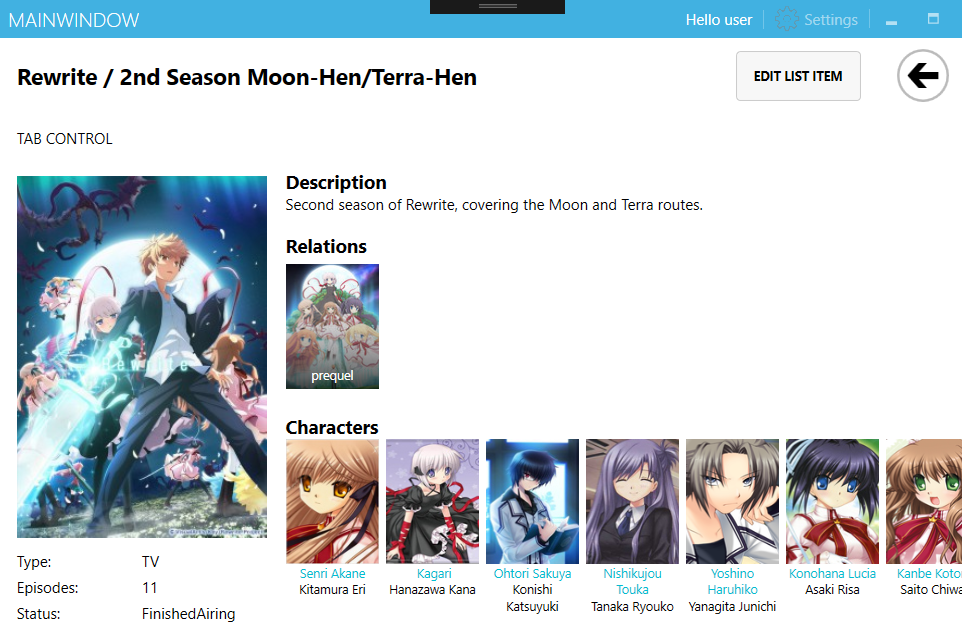 MAINWINDOW
Hello user
Settings
Rewrite / 2nd Season Moon-Hen/Terra-Hen
EDIT LIST ITEM
TAB CONTROL
Rewrite
Description
Second season of Rewrite, covering the Moon and Terra routes.
Relations
prequel
Characters
Senri Akane
Kitamura Eri
Kagari
Hanazawa Kana
Ohtori Sakuya
Konishi
Katsuyuki
Nishikujou
Touka
Tanaka Ryouko
Yoshino
Haruhiko
Yanagita Junichi
Konohana Lucia
Asaki Risa
Kanbe Kotor
Saito Chiwa
Type: TV
Episodes: 11
Status: FinishedAiring